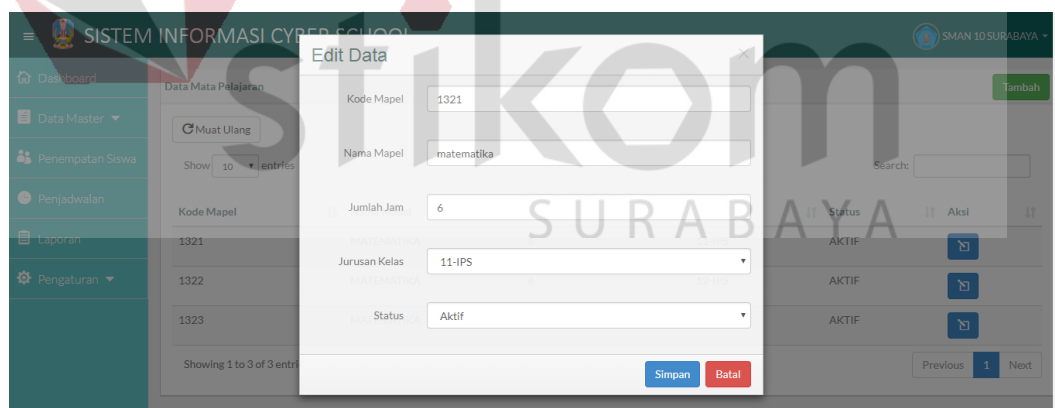 SISTEM INFORMASI CYBER SCHOOL
SMAN 10 SURABAYA
Dashboard
Data Master
Penempatan Siswa
Penjadwalan
Laporan
Pengaturan
Data Mata Pelajaran
Tambah
Muat Ulang
Show 10 entries
Search:
Kode Mapel
Status
Aksi
1321
AKTIF
1322
AKTIF
1323
AKTIF
Showing 1 to 3 of 3 entri
Previous 1 Next
Edit Data
×
Kode Mapel 1321
Nama Mapel matematika
Jumlah Jam 6
Jurusan Kelas 11-IPS
Status Aktif
Simpan Batal
stikom
SURABAYA